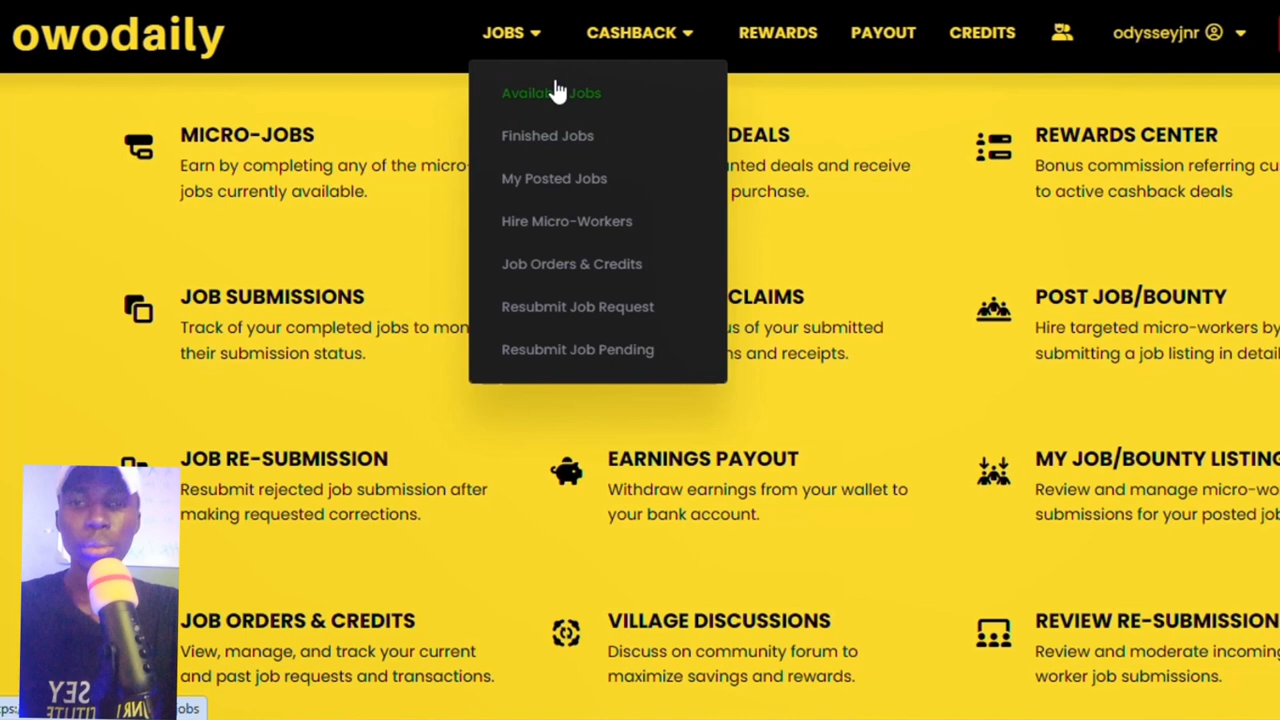 owodaily
JOBS
CASHBACK
REWARDS
PAYOUT
CREDITS
odysseyjnr
Available Jobs
Finished Jobs
My Posted Jobs
Hire Micro-Workers
Job Orders & Credits
Resubmit Job Request
Resubmit Job Pending
MICRO-JOBS
Earn by completing any of the micro-
jobs currently available.
DEALS
deals and receive
purchase.
REWARDS CENTER
Bonus commission referring cu
to active cashback deals
JOB SUBMISSIONS
Track of your completed jobs to mon
their submission status.
CLAIMS
us of your submitted
ns and receipts.
POST JOB/BOUNTY
Hire targeted micro-workers by
submitting a job listing in detai
JOB RE-SUBMISSION
Resubmit rejected job submission after
making requested corrections.
EARNINGS PAYOUT
Withdraw earnings from your wallet to
your bank account.
MY JOB/BOUNTY LISTING
Review and manage micro-wo
submissions for your posted job
JOB ORDERS & CREDITS
View, manage, and track your current
and past job requests and transactions.
VILLAGE DISCUSSIONS
Discuss on community forum to
maximize savings and rewards.
REVIEW RE-SUBMISSION
Review and moderate incoming
worker job submissions.